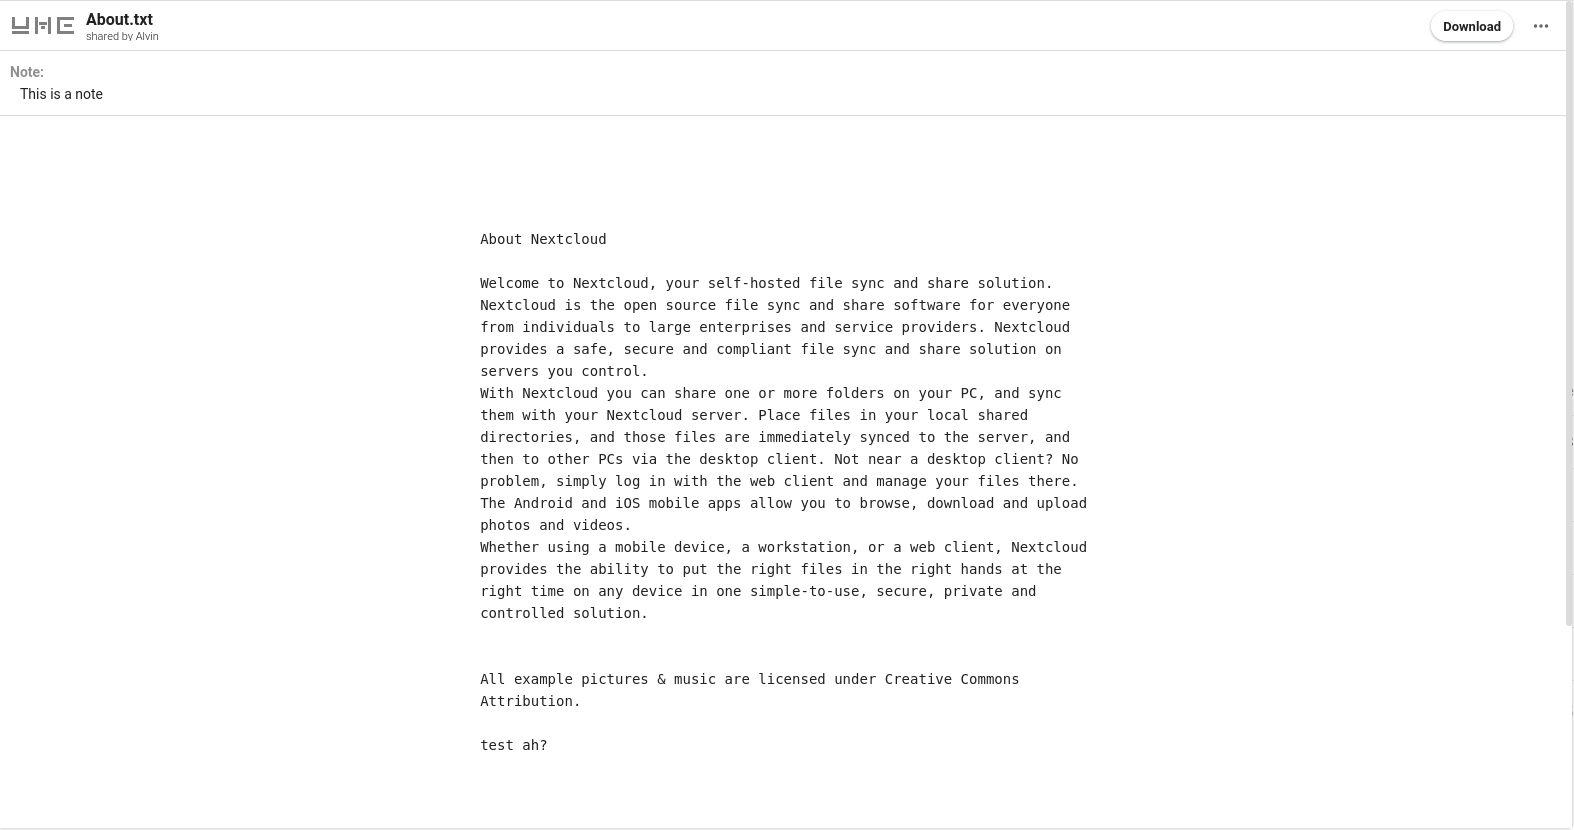 UME
About.txt
shared by Alvin
Download
Note:
This is a note
About Nextcloud
Welcome to Nextcloud, your self-hosted file sync and share solution.
Nextcloud is the open source file sync and share software for everyone
from individuals to large enterprises and service providers. Nextcloud
provides a safe, secure and compliant file sync and share solution on
servers you control.
With Nextcloud you can share one or more folders on your PC, and sync
them with your Nextcloud server. Place files in your local shared
directories, and those files are immediately synced to the server, and
then to other PCs via the desktop client. Not near a desktop client? No
problem, simply log in with the web client and manage your files there.
The Android and iOS mobile apps allow you to browse, download and upload
photos and videos.
Whether using a mobile device, a workstation, or a web client, Nextcloud
provides the ability to put the right files in the right hands at the
right time on any device in one simple-to-use, secure, private and
controlled solution.
All example pictures & music are licensed under Creative Commons
Attribution.
test ah?